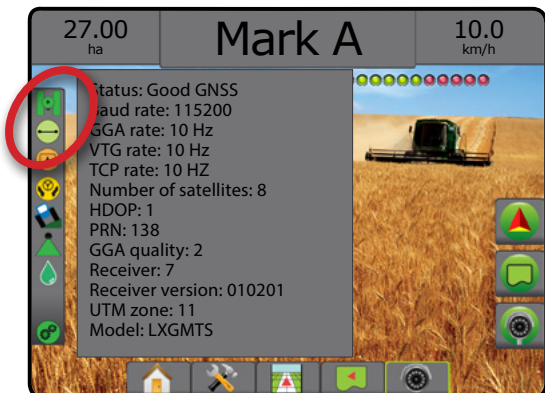 27.00
ha
Mark A
10.0
km/h
Status: Good GNSS
Baud rate: 115200
GGA rate: 10 Hz
VTG rate: 10 Hz
TCP rate: 10 HZ
Number of satellites: 8
HDOP: 1
PRN: 138
GGA quality: 2
Receiver: 7
Receiver version: 010201
UTM zone: 11
Model: LXGMTS